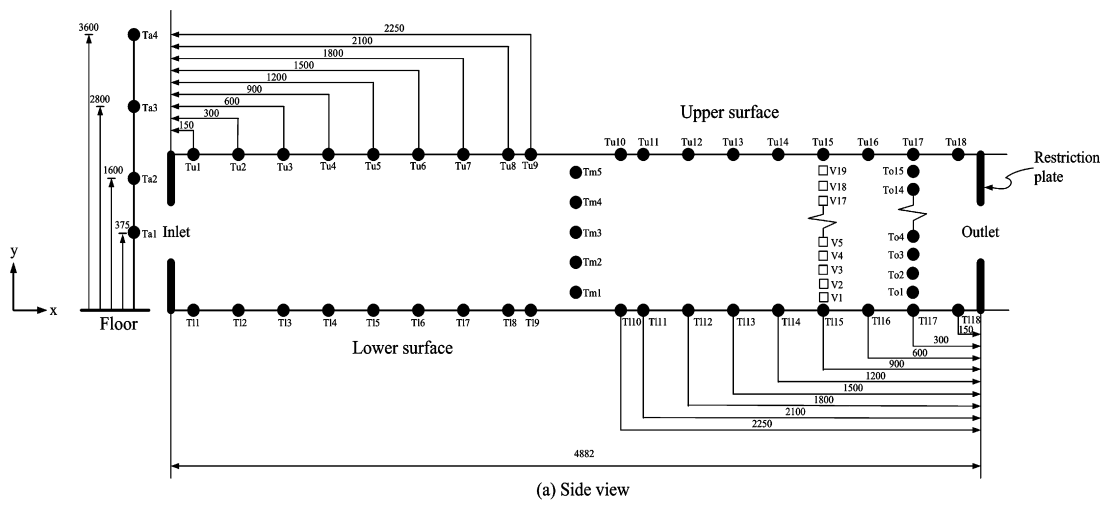 3600
Ta4
2250
2100
1800
1500
1200
900
600
300
150
2800
Ta3
1600
Ta2
375
Ta1
Inlet
y
x
Floor
Upper surface
Tu1 Tu2 Tu3 Tu4 Tu5 Tu6 Tu7 Tu8 Tu9
Tu10 Tu11 Tu12 Tu13 Tu14 Tu15 Tu16 Tu17 Tu18
Restriction
plate
Tm5
Tm4
Tm3
Tm2
Tm1
V19
V18
V17
V5
V4
V3
V2
V1
To15
To14
To4
To3
To2
To1
Outlet
Tl1 Tl2 Tl3 Tl4 Tl5 Tl6 Tl7 Tl8 Tl9
Tl10 Tl11 Tl12 Tl13 Tl14 Tl15 Tl16 Tl17 Tl18
Lower surface
150
300
600
900
1200
1500
1800
2100
2250
4882
(a) Side view